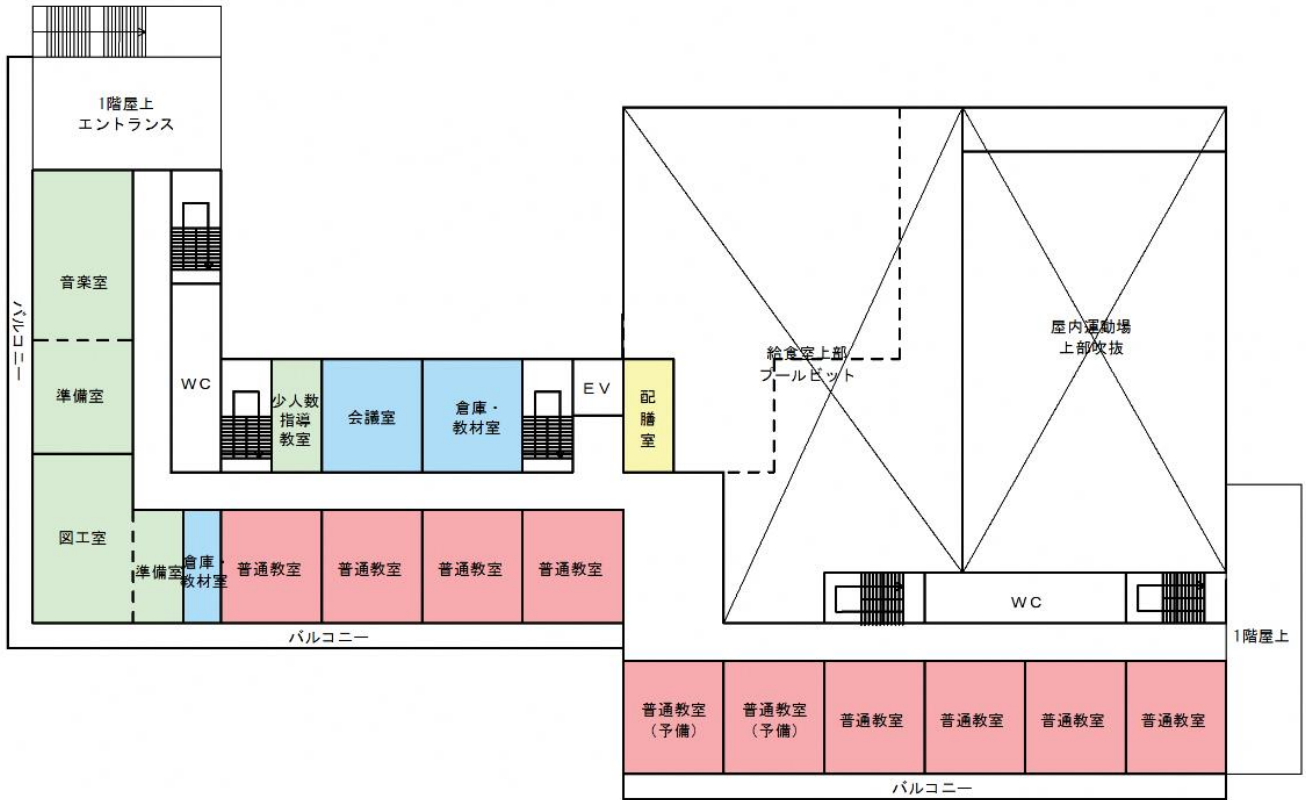 1階屋上
エントランス
音楽室
バルコニー
屋内運動場
上部吹抜
給食室上部
プールピット
準備室
WC
EV
少人数
指導
教室
会議室
倉庫・
教材室
配
膳
室
図工室
準備室
倉庫・
教材室
普通教室
普通教室
普通教室
普通教室
WC
バルコニー
1階屋上
普通教室
（予備）
普通教室
（予備）
普通教室
普通教室
普通教室
普通教室
バルコニー